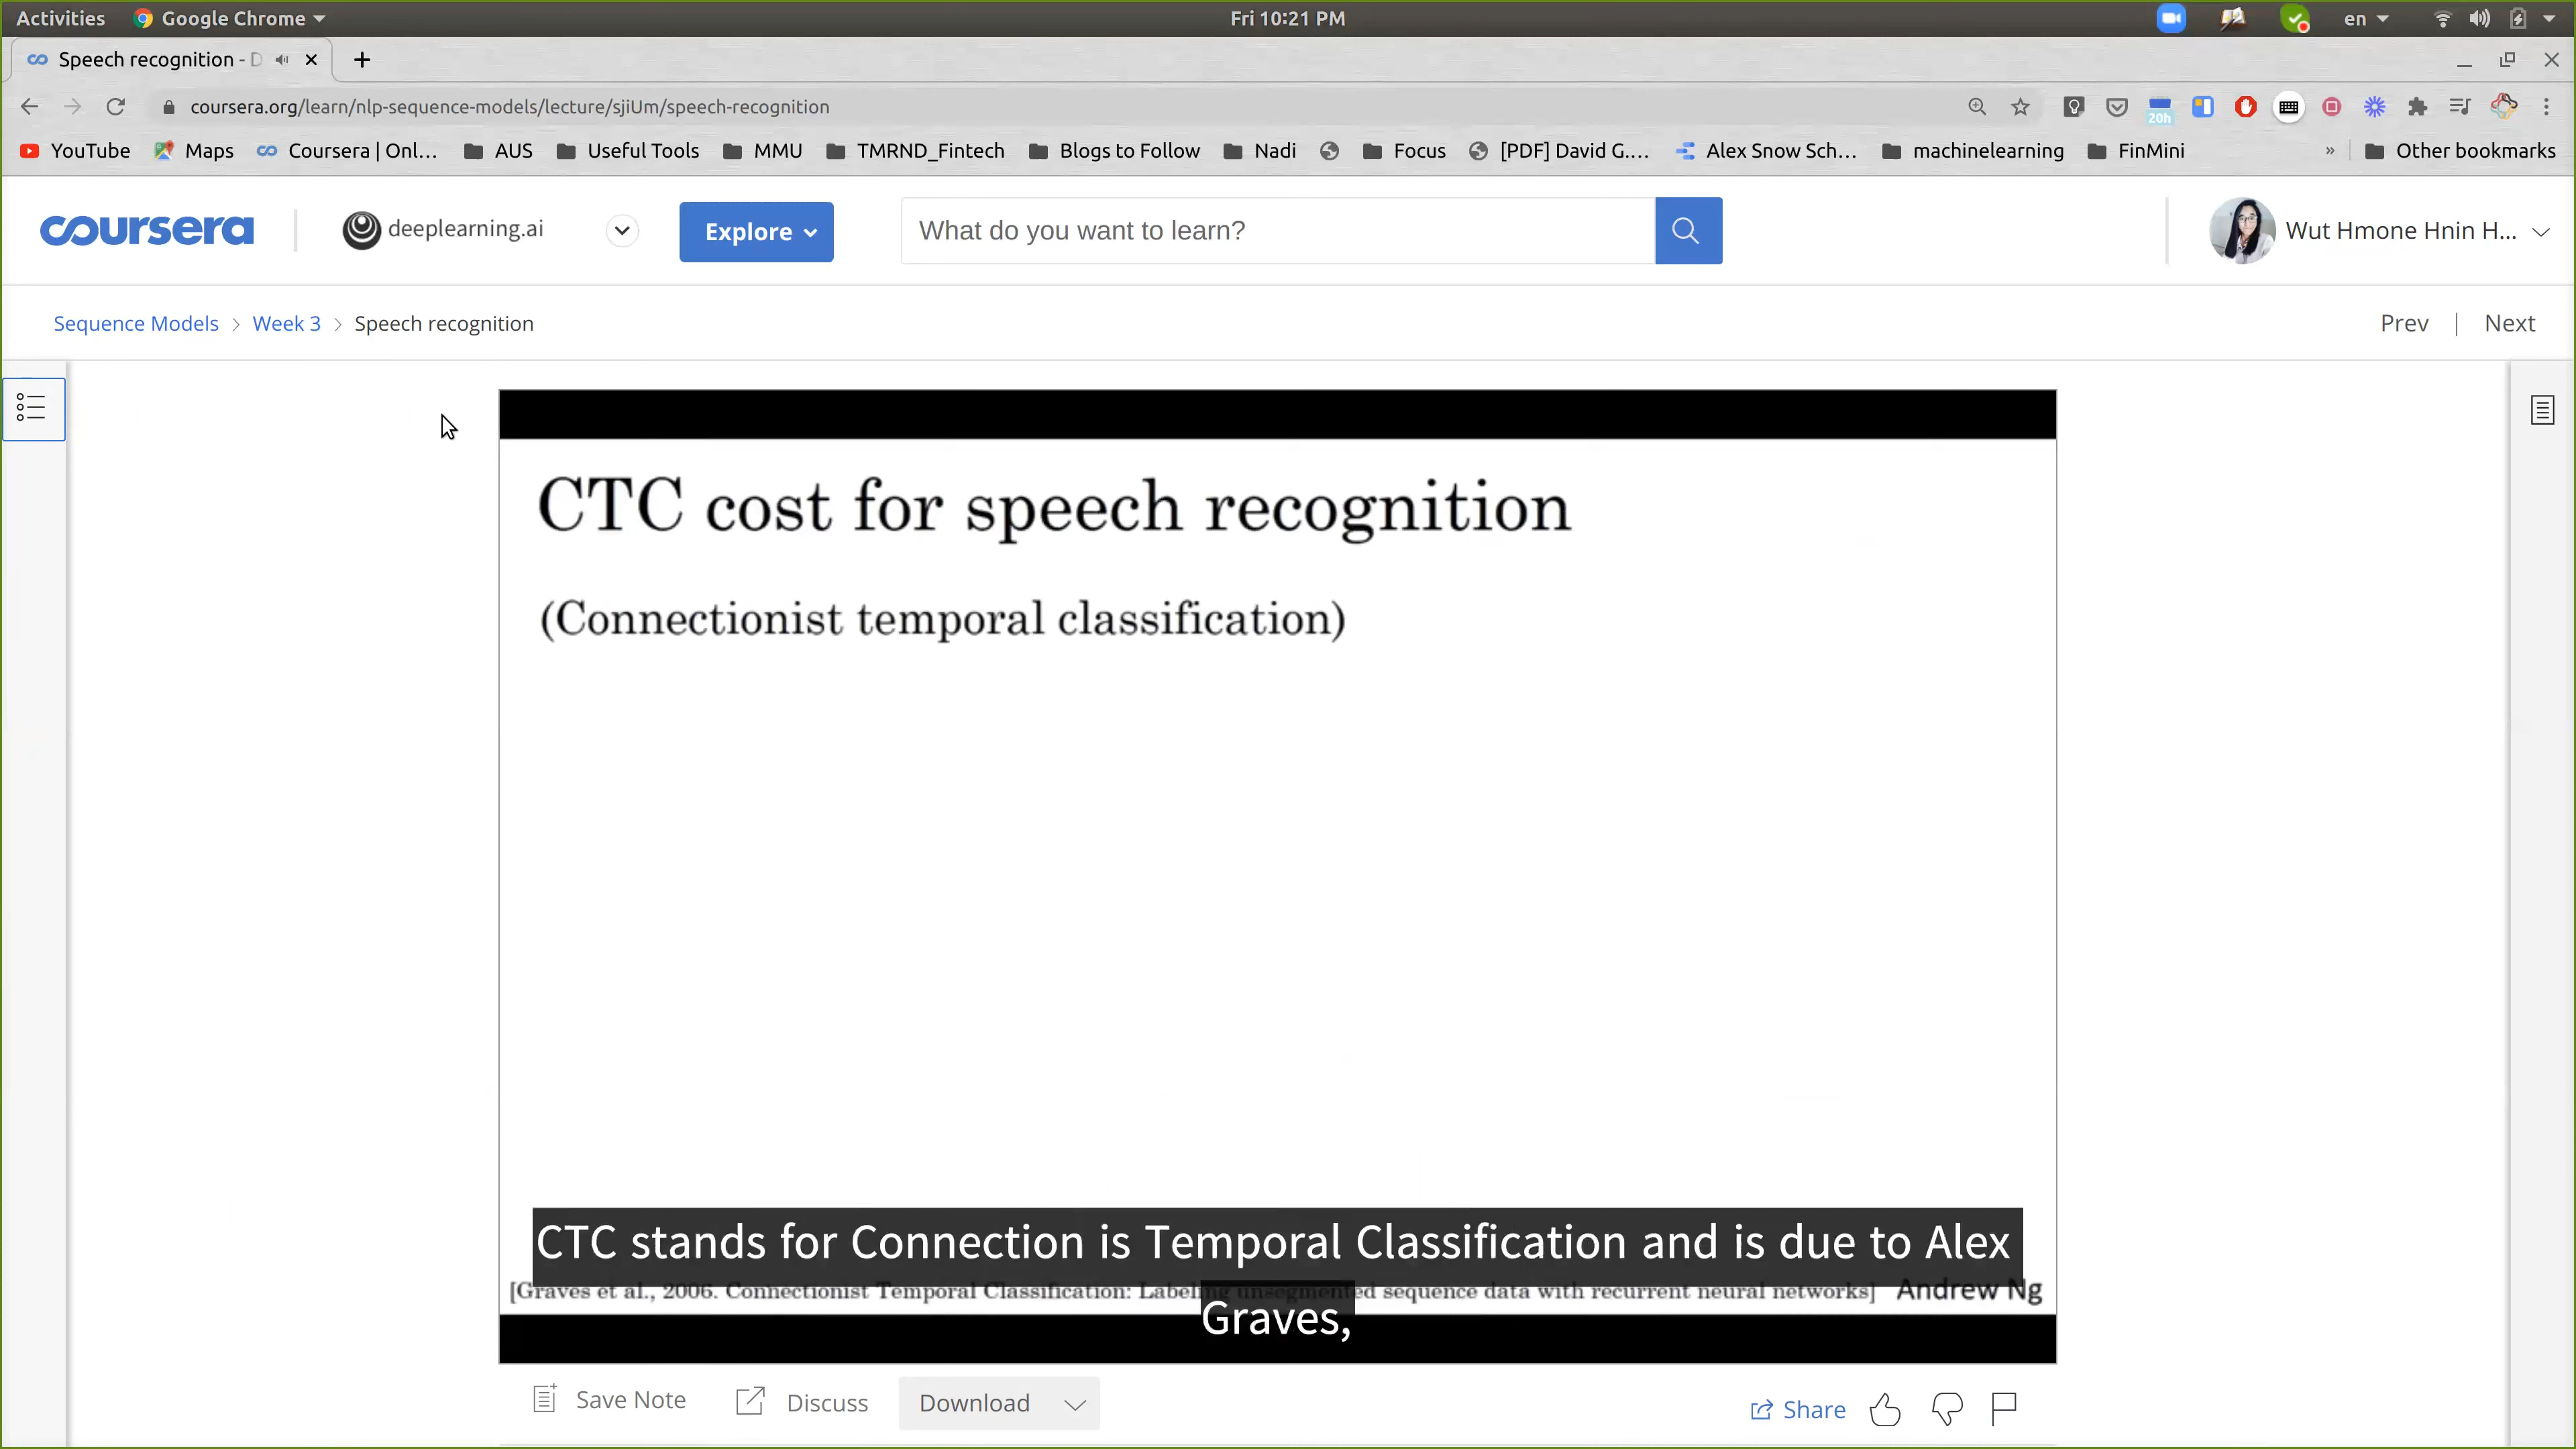 Activities Google Chrome Fri 10:21 PM en
Speech recognition - D
coursera.org/learn/nlp-sequence-models/lecture/sjiUm/speech-recognition
20h
YouTube Maps Coursera | Onl... AUS Useful Tools MMU TMRND_Fintech Blogs to Follow Nadi Focus [PDF] David G.... Alex Snow Sch... machinelearning FinMini » Other bookmarks
coursera deeplearning.ai Explore What do you want to learn? Wut Hmone Hnin H...
Sequence Models > Week 3 > Speech recognition Prev | Next
CTC cost for speech recognition
(Connectionist temporal classification)
CTC stands for Connection is Temporal Classification and is due to Alex
[Graves et al., 2006. Connectionist Temporal Classification: Labeling unsegmented sequence data with recurrent neural networks] Andrew Ng
Graves,
Save Note Discuss Download Share